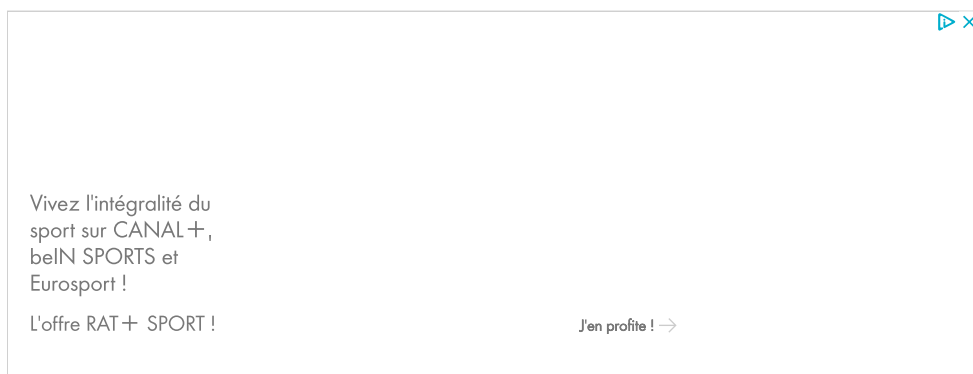 Vivez l'intégralité du
sport sur CANAL+,
beIN SPORTS et
Eurosport !
L'offre RAT+ SPORT !
J'en profite ! →